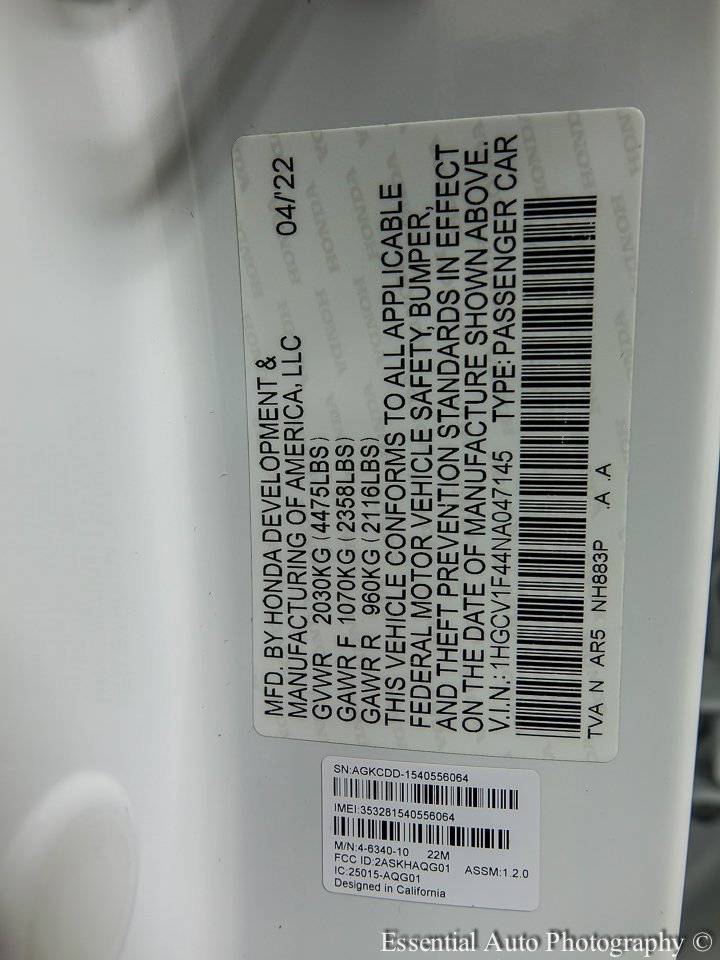 MFD. BY HONDA DEVELOPMENT &
MANUFACTURING OF AMERICA, LLC 04/'22
GVWR 2030KG (4475LBS)
GAWR F 1070KG (2358LBS)
GAWR R 960KG (2116LBS)
THIS VEHICLE CONFORMS TO ALL APPLICABLE
FEDERAL MOTOR VEHICLE SAFETY, BUMPER,
AND THEFT PREVENTION STANDARDS IN EFFECT
ON THE DATE OF MANUFACTURE SHOWN ABOVE.
V.I.N.: 1HGCV1F44NA047145 TYPE: PASSENGER CAR
TVA N AR5 NH883P .A .A
SN:AGKCDD-1540556064
IMEI:353281540556064
M/N:4-6340-10 22M
FCC ID:2ASKHAQG01 ASSM:1.2.0
IC:25015-AQG01
Designed in California
Essential Auto Photography ©